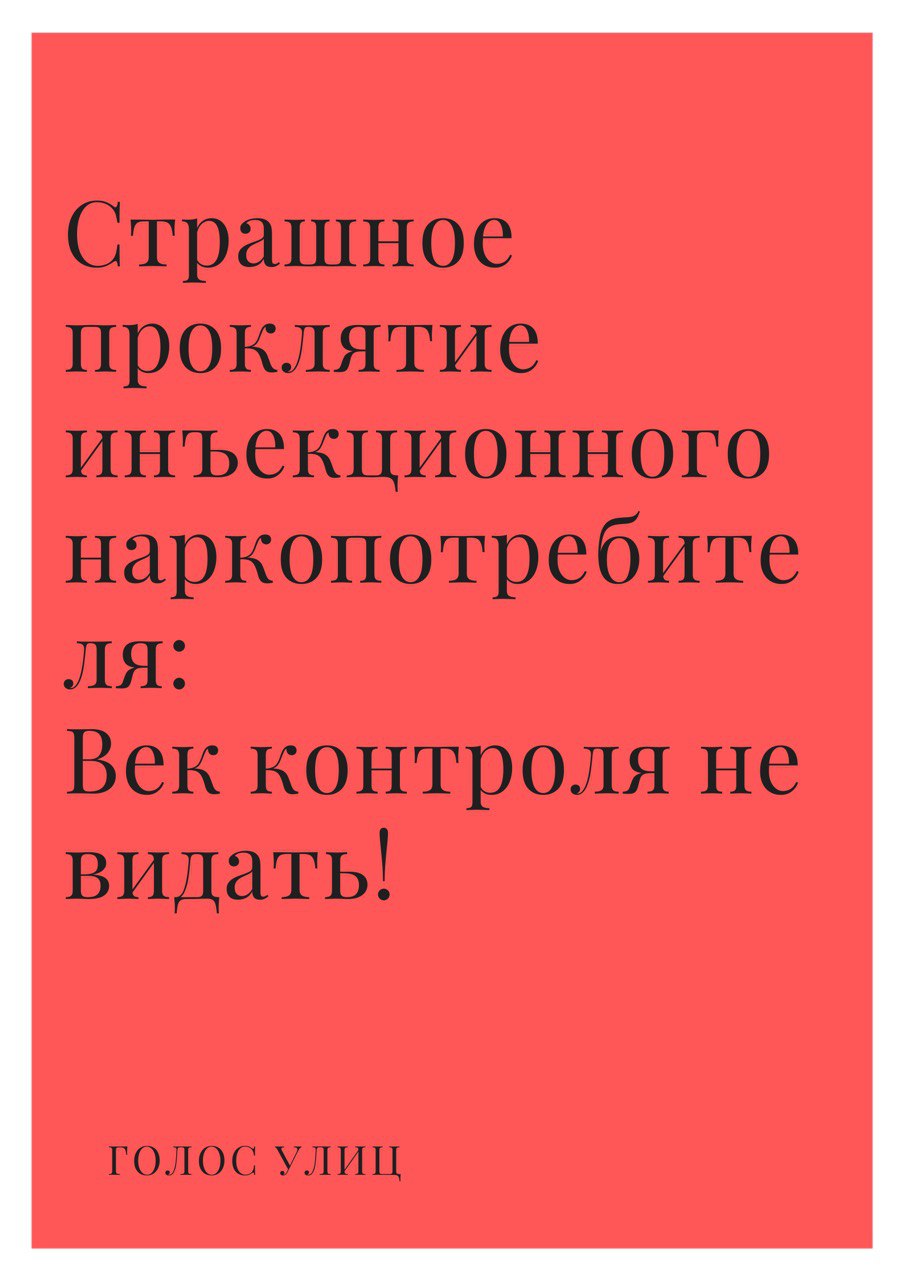 Страшное
проклятие
инъекционного
наркопотребите
ля:
Век контроля не
видать!
ГОЛОС УЛИЦ